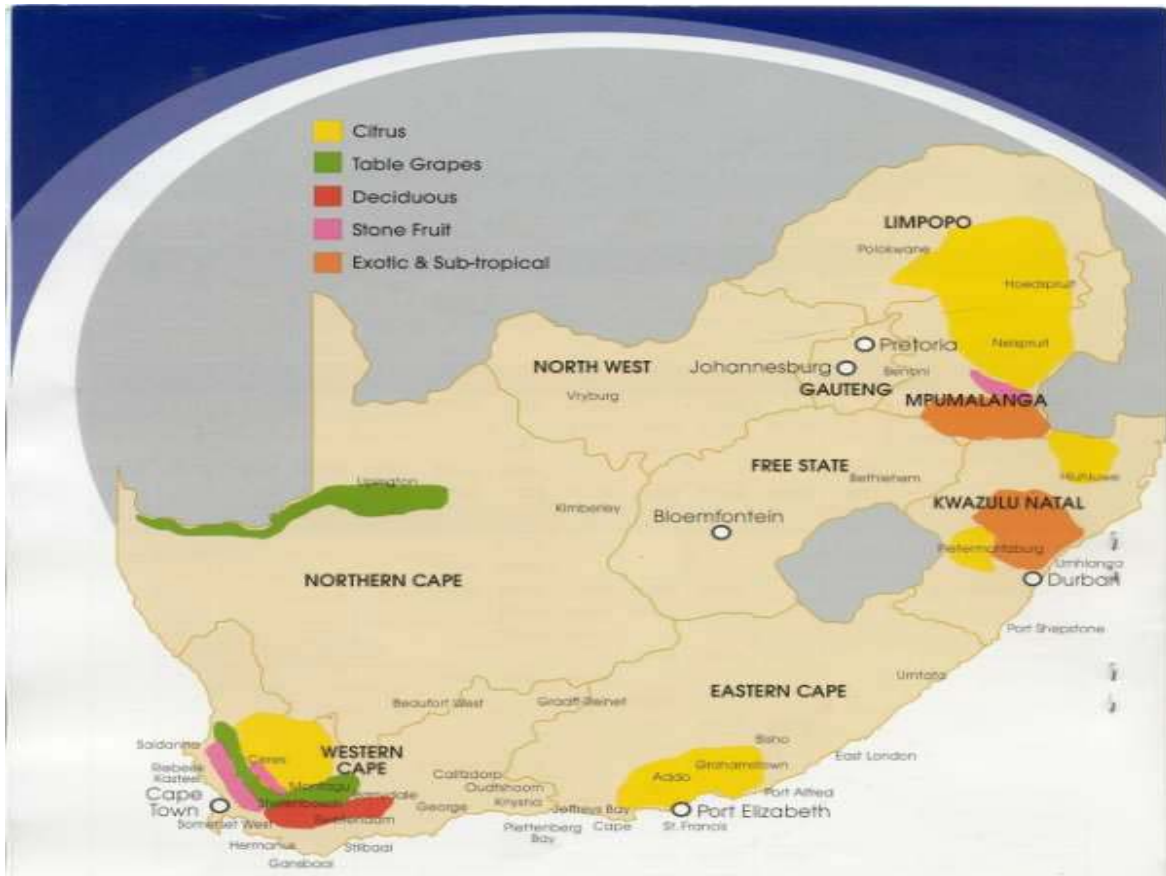 Citrus
Table Grapes
Deciduous
Stone Fruit
Exotic & Sub-tropical
LIMPOPO
Polokwane
Hoedspruit
Nelspruit
Pretoria
Johannesburg
GAUTENG
NORTH WEST
Vryburg
MPUMALANGA
FREE STATE
Bethlehem
Upington
Kimberley
Bloemfontein
KWAZULU NATAL
Pietermaritzburg
Umhlanga
Durban
NORTHERN CAPE
Port Shepstone
Umtata
EASTERN CAPE
Beaufort West
Graaff-Reinet
Saldanha
Ceres
WESTERN
CAPE
Riebeek
Kasteel
Montagu
Calitzdorp
Oudtshoorn
Knysna
Bisho
East London
Grahamstown
Addo
Port Alfred
Cape
Town
George
Jeffreys Bay
Port Elizabeth
Somerset West
Plettenberg
Bay
Cape
St. Francis
Hermanus
Stilbaai
Gansbaai